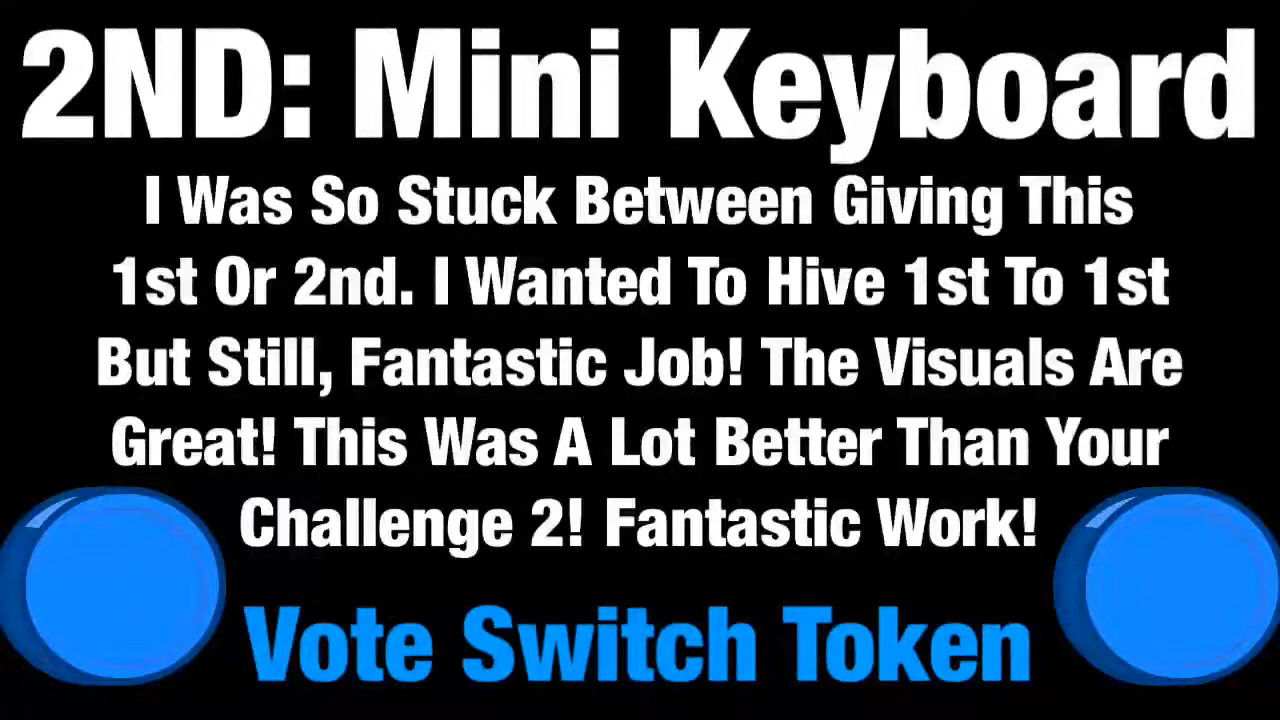 2ND: Mini Keyboard
I Was So Stuck Between Giving This
1st Or 2nd. I Wanted To Hive 1st To 1st
But Still, Fantastic Job! The Visuals Are
Great! This Was A Lot Better Than Your
Challenge 2! Fantastic Work!
Vote Switch Token